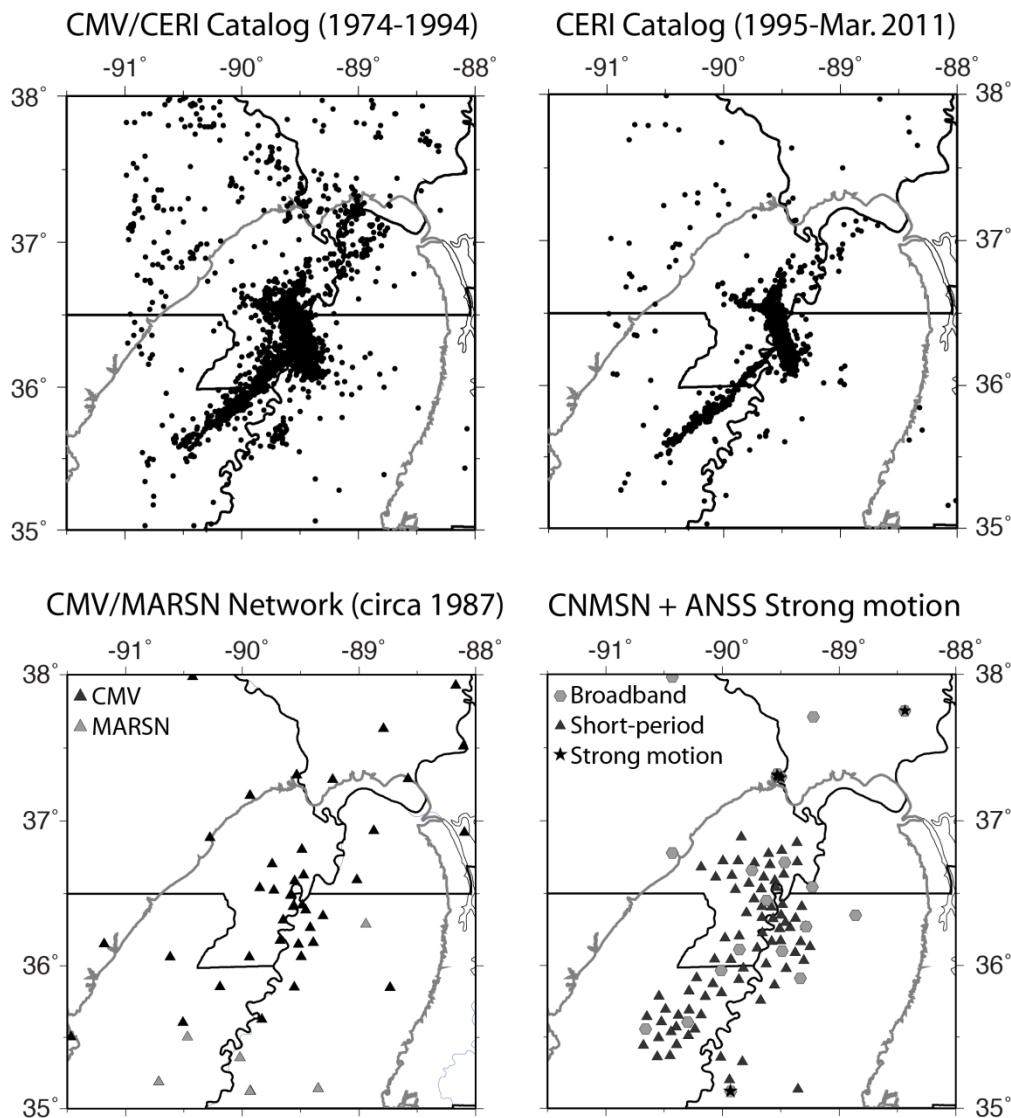 CMV/CERI Catalog (1974-1994)
-91° -90° -89° -88°
38°
37°
36°
35°
CERI Catalog (1995-Mar. 2011)
-91° -90° -89° -88°
38°
37°
36°
35°
CMV/MARSN Network (circa 1987)
-91° -90° -89° -88°
38°
37°
36°
35°
CMV
MARSN
CNMSN + ANSS Strong motion
-91° -90° -89° -88°
38°
37°
36°
35°
Broadband
Short-period
Strong motion